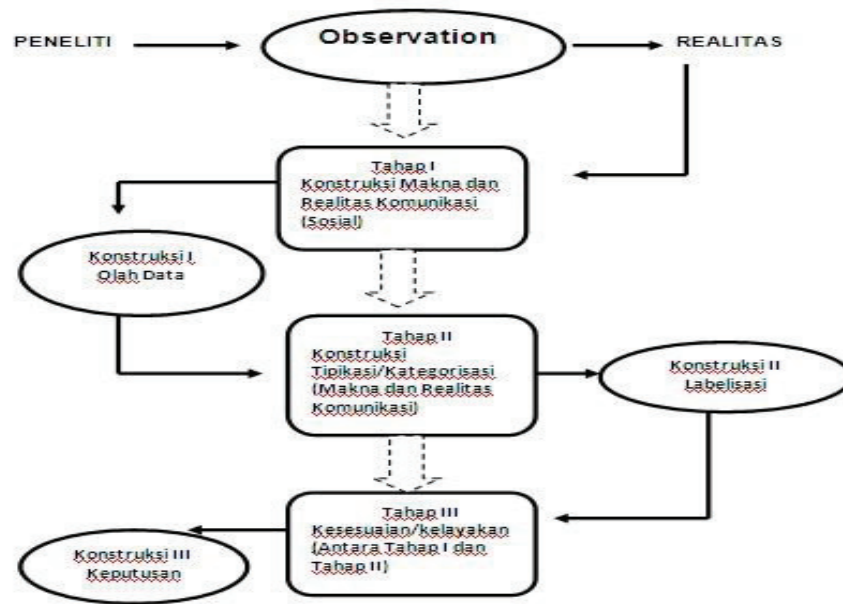 PENELITI
Observation
REALITAS
Tahap I
Konstruksi Makna dan
Realitas Komunikasi
(Sosial)
Konstruksi I
Olah Data
Tahap II
Konstruksi
Tipikasi/Kategorisasi
(Makna dan Realitas
Komunikasi)
Konstruksi II
Labelisasi
Tahap III
Kesesuaian/kelayakan
(Antara Tahap I dan
Tahap II)
Konstruksi III
Keputusan